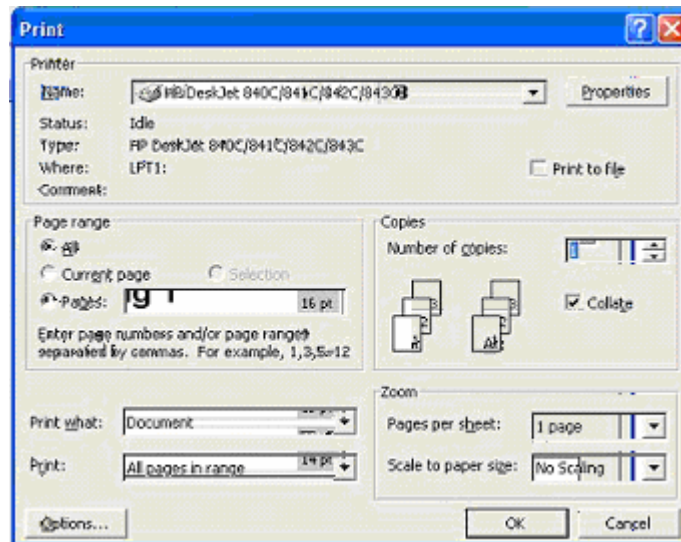 Print
Printer
Name: HP DeskJet 840C/841C/842C/843C
Properties
Status: Idle
Type: HP DeskJet 840C/841C/842C/843C
Where: LPT1:
Print to file
Comment:
Page range
All
Current page Selection
Pages: 16 pt
Enter page numbers and/or page ranges
separated by commas. For example, 1,3,5-12
Copies
Number of copies: 1
Collate
Print what: Document
Print: All pages in range 14 pt
Zoom
Pages per sheet: 1 page
Scale to paper size: No Scaling
Options... OK Cancel